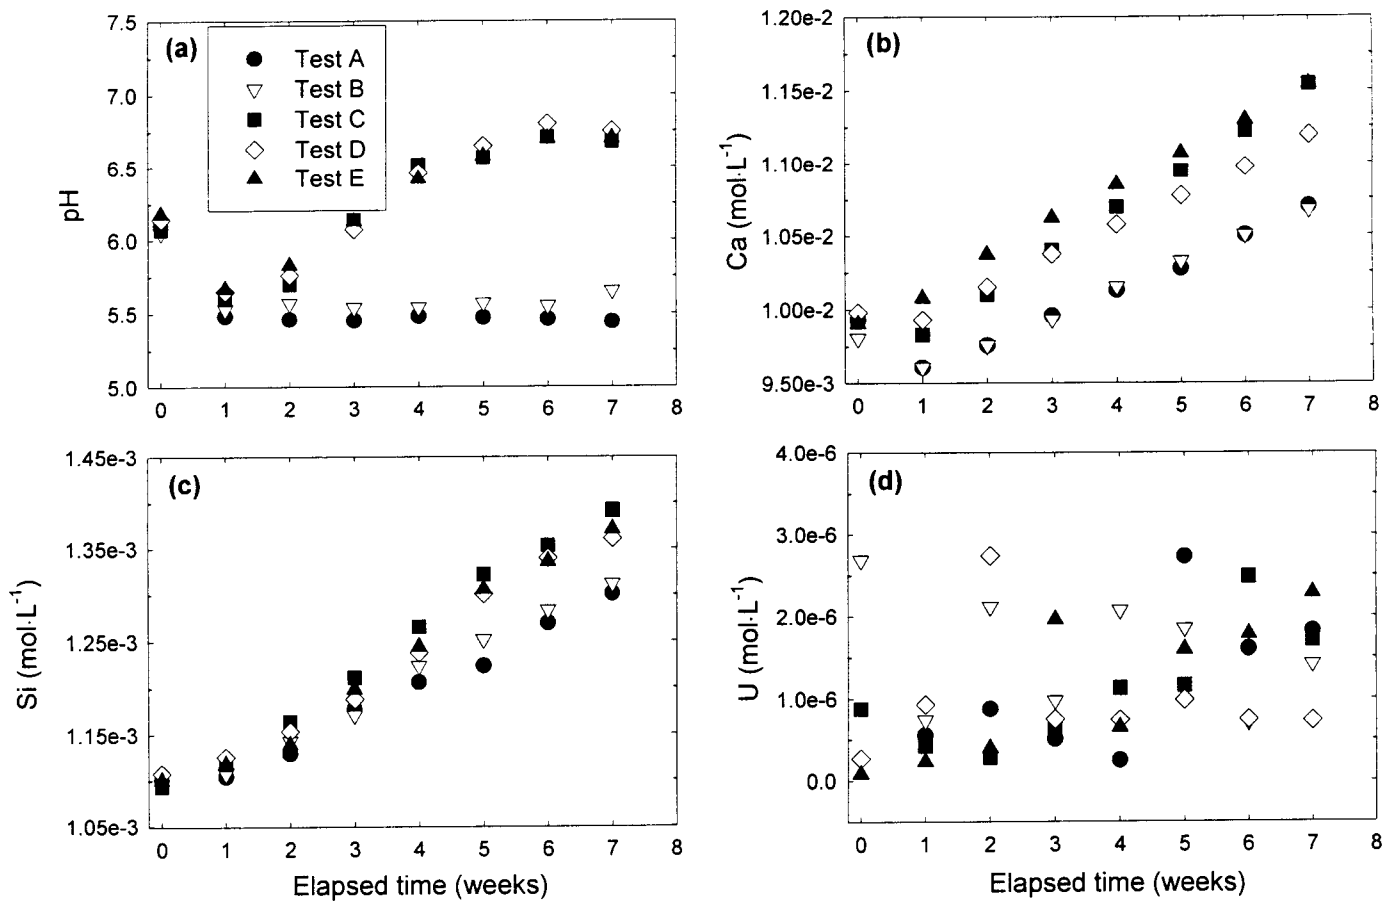 (a)
Test A
Test B
Test C
Test D
Test E
7.5
7.0
6.5
6.0
5.5
5.0
pH
0 1 2 3 4 5 6 7 8
(b)
1.20e-2
1.15e-2
1.10e-2
1.05e-2
1.00e-2
9.50e-3
Ca (mol·L⁻¹)
0 1 2 3 4 5 6 7 8
(c)
1.45e-3
1.35e-3
1.25e-3
1.15e-3
1.05e-3
Si (mol·L⁻¹)
0 1 2 3 4 5 6 7 8
Elapsed time (weeks)
(d)
4.0e-6
3.0e-6
2.0e-6
1.0e-6
0.0
U (mol·L⁻¹)
0 1 2 3 4 5 6 7 8
Elapsed time (weeks)